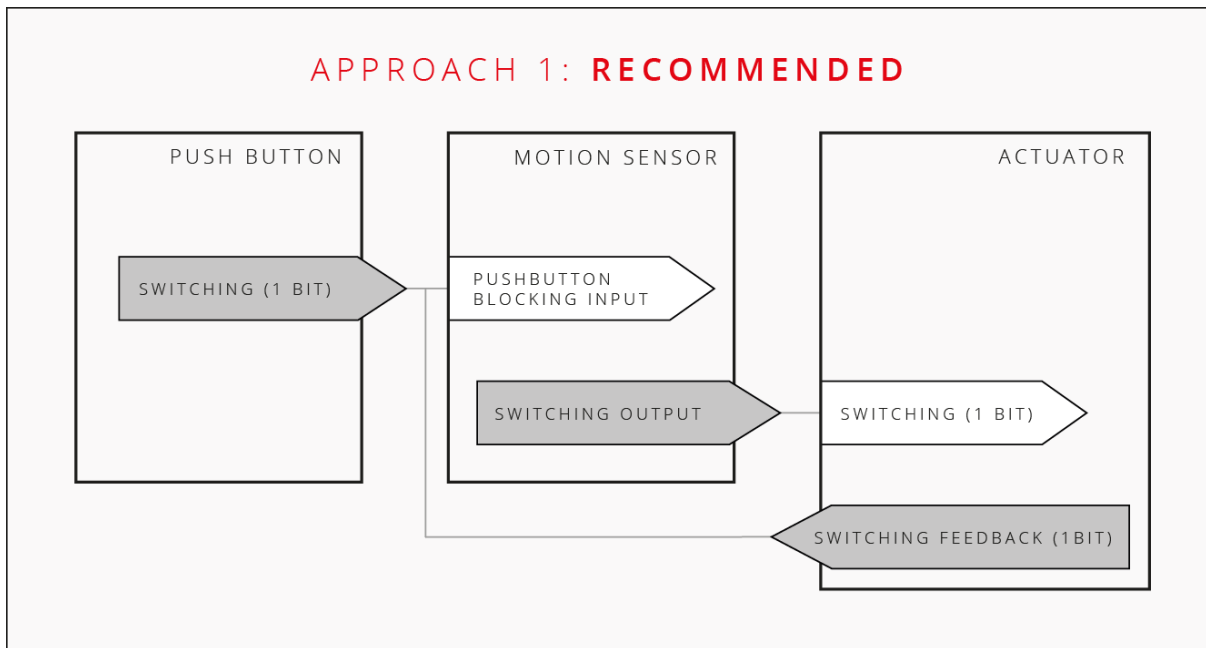 APPROACH 1: RECOMMENDED
PUSH BUTTON
MOTION SENSOR
ACTUATOR
SWITCHING (1 BIT)
PUSHBUTTON
BLOCKING INPUT
SWITCHING OUTPUT
SWITCHING (1 BIT)
SWITCHING FEEDBACK (1BIT)